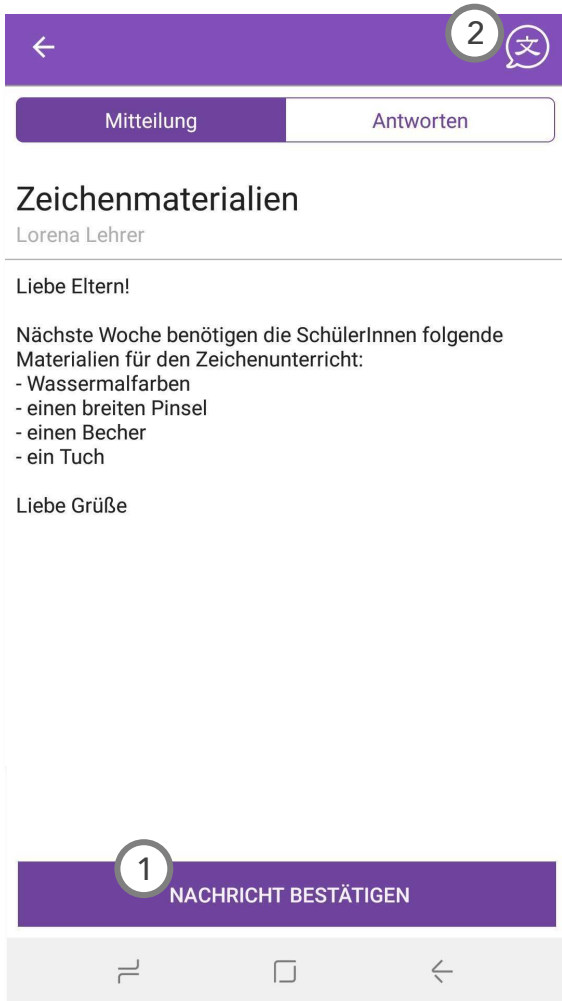 2
文
Mitteilung
Antworten
Zeichenmaterialien
Lorena Lehrer
Liebe Eltern!
Nächste Woche benötigen die SchülerInnen folgende
Materialien für den Zeichenunterricht:
- Wassermalfarben
- einen breiten Pinsel
- einen Becher
- ein Tuch
Liebe Grüße
1
NACHRICHT BESTÄTIGEN